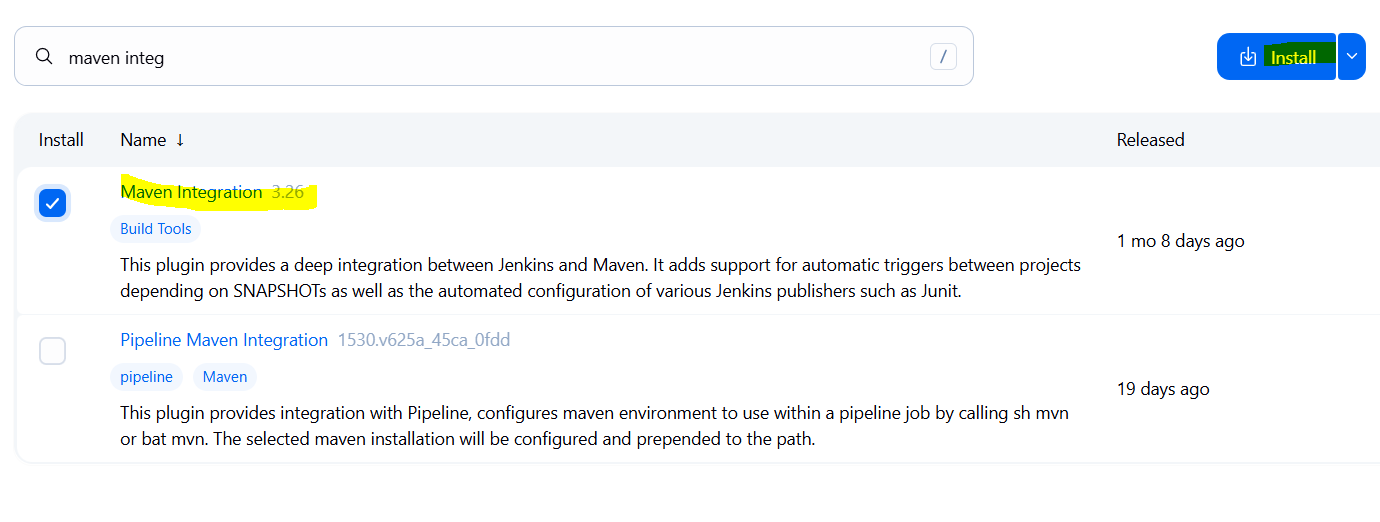 maven integ
/
Install
Install
Name ↓
Released
Maven Integration 3.26
Build Tools
This plugin provides a deep integration between Jenkins and Maven. It adds support for automatic triggers between projects
depending on SNAPSHOTs as well as the automated configuration of various Jenkins publishers such as Junit.
1 mo 8 days ago
Pipeline Maven Integration 1530.v625a_45ca_0fdd
pipeline Maven
This plugin provides integration with Pipeline, configures maven environment to use within a pipeline job by calling sh mvn
or bat mvn. The selected maven installation will be configured and prepended to the path.
19 days ago